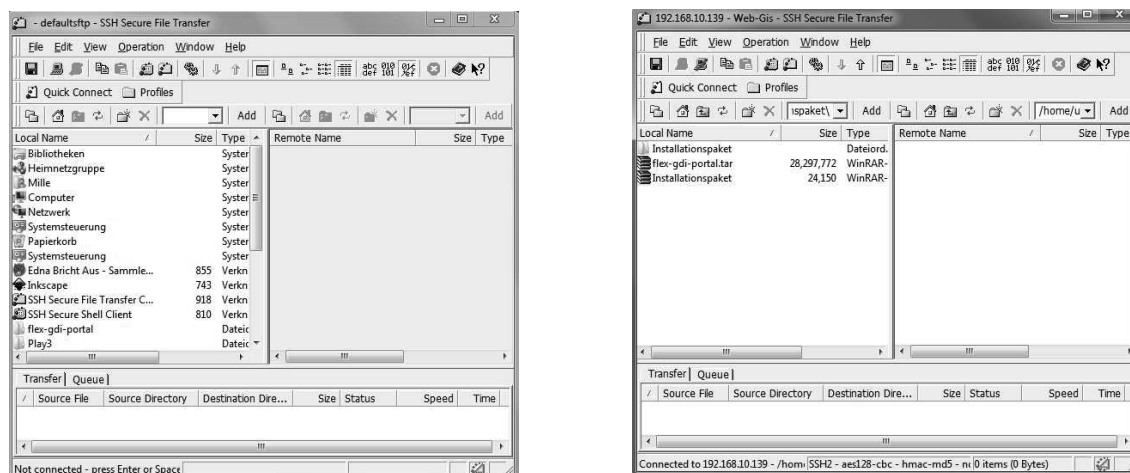 - defaultsftp - SSH Secure File Transfer
File Edit View Operation Window Help
Quick Connect Profiles
Add Add
Local Name / Size Type
Remote Name / Size Type
Bibliotheken Syster
Heimnetzgruppe Syster
Mille Syster
Computer Syster
Netzwerk Syster
Systemsteuerung Syster
Papierkorb Syster
Systemsteuerung Syster
Edna Bricht Aus - Sammle... 855 Verkn
Inkscape 743 Verkn
SSH Secure File Transfer C... 918 Verkn
SSH Secure Shell Client 810 Verkn
flex-gdi-portal Dateic
Play3 Dateic
Transfer Queue
/ Source File Source Directory Destination Dire... Size Status Speed Time
Not connected - press Enter or Space
192.168.10.139 - Web-Gis - SSH Secure File Transfer
File Edit View Operation Window Help
Quick Connect Profiles
ıspaket\ Add /home/u Add
Local Name / Size Type
Remote Name / Size Type
Installationspaket Dateiord.
flex-gdi-portal.tar 28,297,772 WinRAR-
Installationspaket 24,150 WinRAR-
Transfer Queue
/ Source File Source Directory Destination Dire... Size Status Speed Time
Connected to 192.168.10.139 - /hom SSH2 - aes128-cbc - hmac-md5 - n 0 items (0 Bytes)